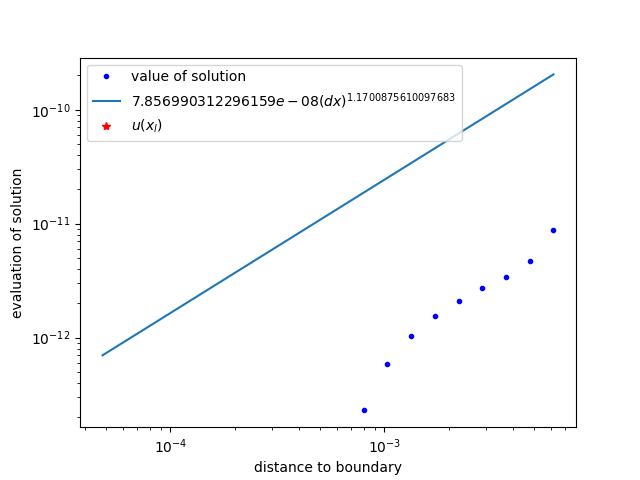 value of solution
7.856990312296159e − 08(dx)^1.1700875610097683
u(x_l)
10^−10
10^−11
10^−12
evaluation of solution
10^−4
10^−3
distance to boundary